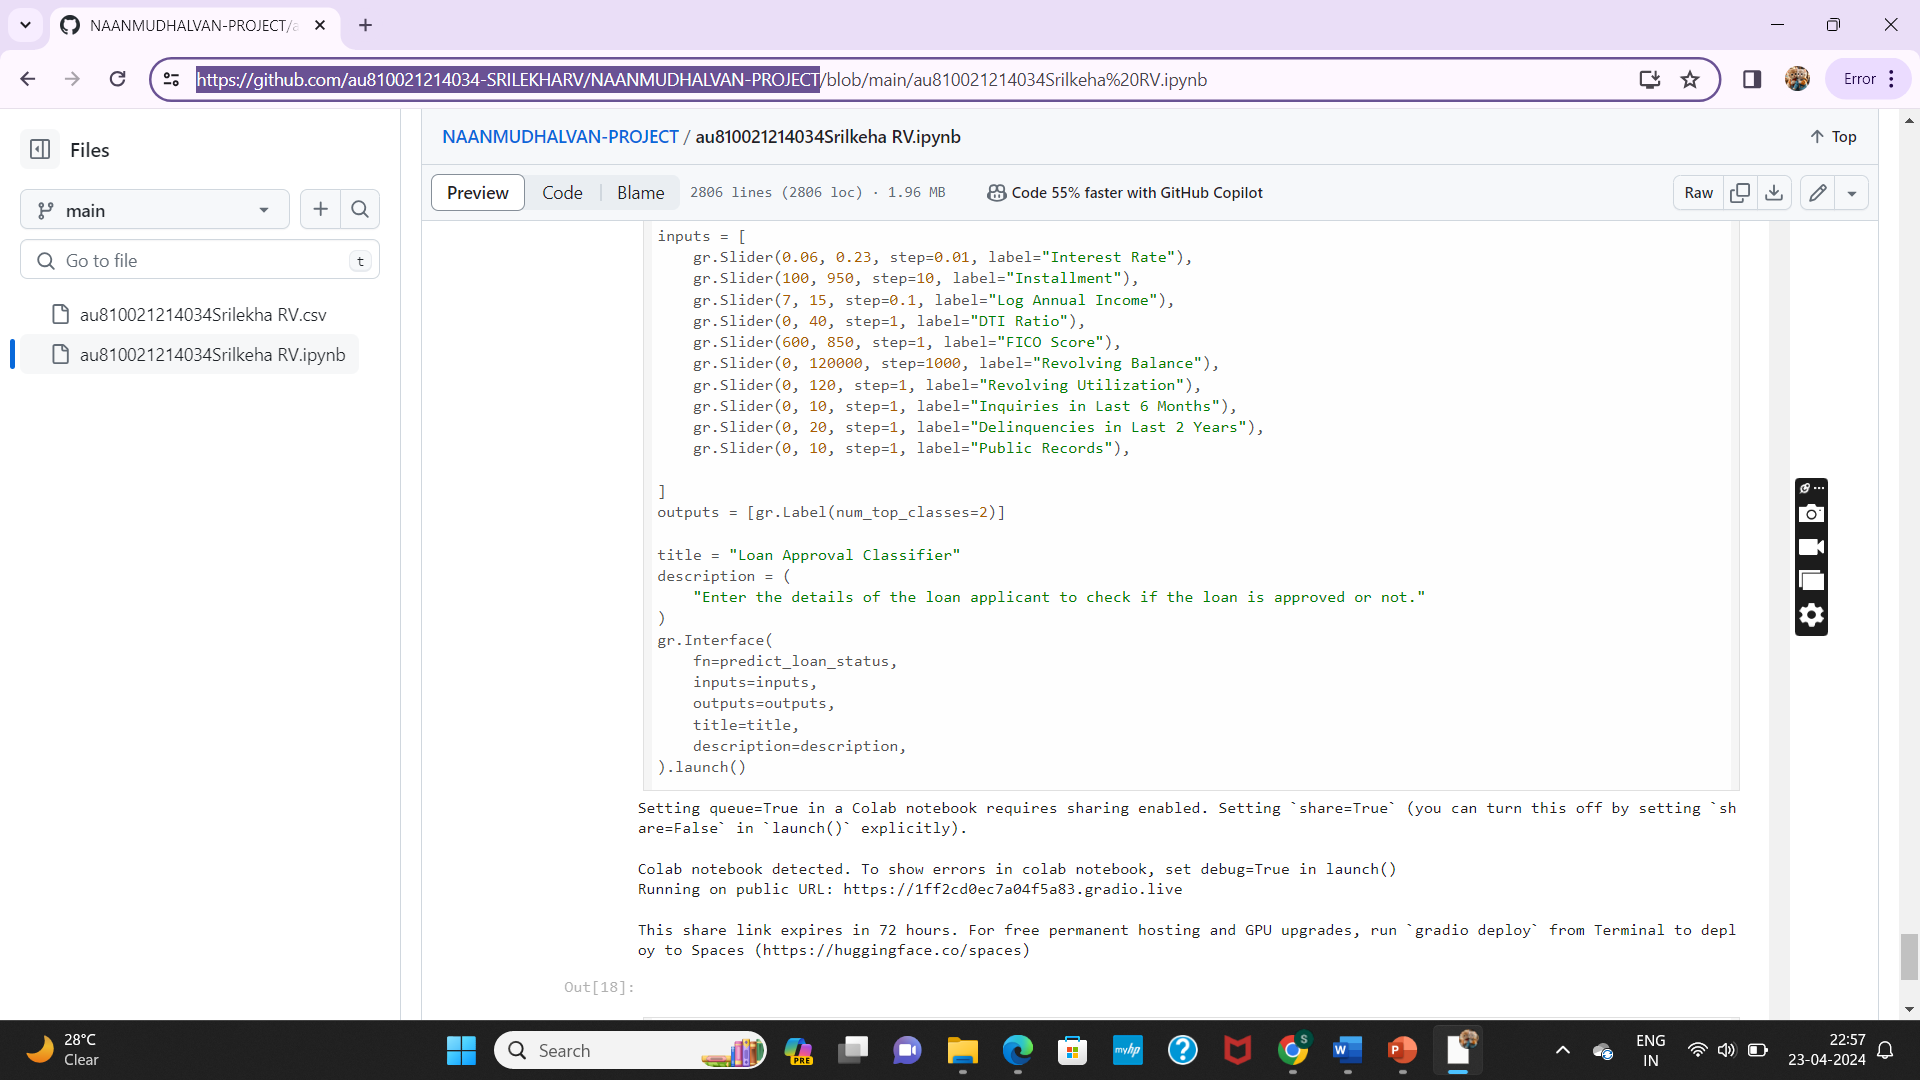 NAANMUDHALVAN-PROJECT/a
https://github.com/au810021214034-SRILEKHARV/NAANMUDHALVAN-PROJECT/blob/main/au810021214034Srilkeha%20RV.ipynb
Error
Files
NAANMUDHALVAN-PROJECT / au810021214034Srilkeha RV.ipynb
Top
main
Preview
Code
Blame
2806 lines (2806 loc) · 1.96 MB
Code 55% faster with GitHub Copilot
Raw
Go to file
t
au810021214034Srilekha RV.csv
au810021214034Srilkeha RV.ipynb
inputs = [
gr.Slider(0.06, 0.23, step=0.01, label="Interest Rate"),
gr.Slider(100, 950, step=10, label="Installment"),
gr.Slider(7, 15, step=0.1, label="Log Annual Income"),
gr.Slider(0, 40, step=1, label="DTI Ratio"),
gr.Slider(600, 850, step=1, label="FICO Score"),
gr.Slider(0, 120000, step=1000, label="Revolving Balance"),
gr.Slider(0, 120, step=1, label="Revolving Utilization"),
gr.Slider(0, 10, step=1, label="Inquiries in Last 6 Months"),
gr.Slider(0, 20, step=1, label="Delinquencies in Last 2 Years"),
gr.Slider(0, 10, step=1, label="Public Records"),
]
outputs = [gr.Label(num_top_classes=2)]
title = "Loan Approval Classifier"
description = (
"Enter the details of the loan applicant to check if the loan is approved or not."
)
gr.Interface(
fn=predict_loan_status,
inputs=inputs,
outputs=outputs,
title=title,
description=description,
).launch()
Setting queue=True in a Colab notebook requires sharing enabled. Setting `share=True` (you can turn this off by setting `sh
are=False` in `launch()` explicitly).
Colab notebook detected. To show errors in colab notebook, set debug=True in launch()
Running on public URL: https://1ff2cd0ec7a04f5a83.gradio.live
This share link expires in 72 hours. For free permanent hosting and GPU upgrades, run `gradio deploy` from Terminal to depl
oy to Spaces (https://huggingface.co/spaces)
Out[18]:
28°C
Clear
Search
PRE
myhp
S
ENG
IN
22:57
23-04-2024